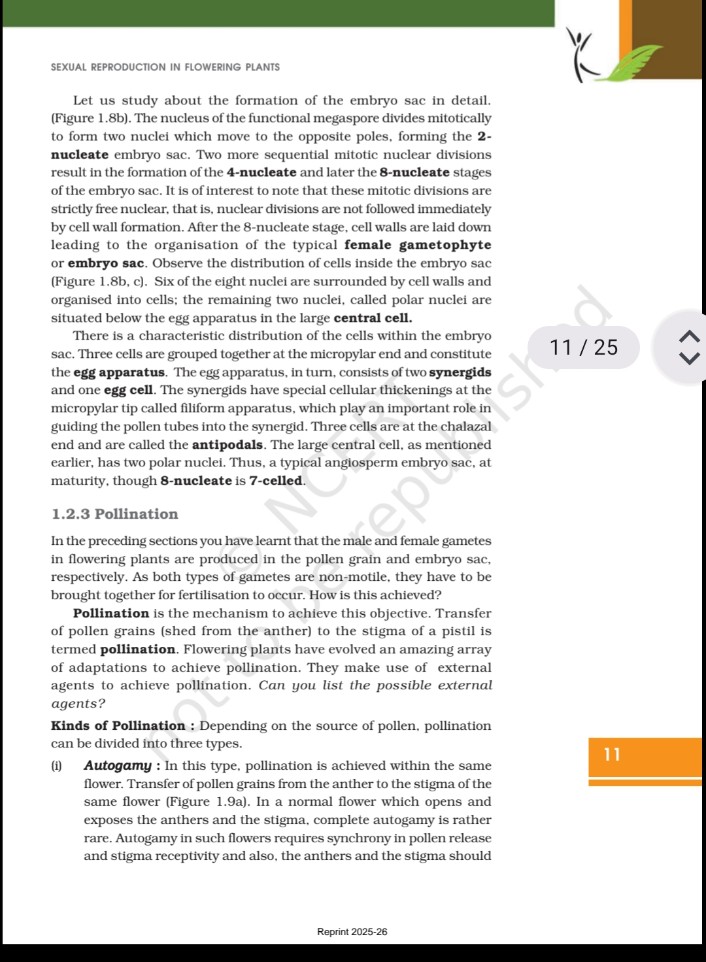 SEXUAL REPRODUCTION IN FLOWERING PLANTS
Let us study about the formation of the embryo sac in detail.
(Figure 1.8b). The nucleus of the functional megaspore divides mitotically
to form two nuclei which move to the opposite poles, forming the 2-
nucleate embryo sac. Two more sequential mitotic nuclear divisions
result in the formation of the 4-nucleate and later the 8-nucleate stages
of the embryo sac. It is of interest to note that these mitotic divisions are
strictly free nuclear, that is, nuclear divisions are not followed immediately
by cell wall formation. After the 8-nucleate stage, cell walls are laid down
leading to the organisation of the typical female gametophyte
or embryo sac. Observe the distribution of cells inside the embryo sac
(Figure 1.8b, c). Six of the eight nuclei are surrounded by cell walls and
organised into cells; the remaining two nuclei, called polar nuclei are
situated below the egg apparatus in the large central cell.
There is a characteristic distribution of the cells within the embryo
sac. Three cells are grouped together at the micropylar end and constitute
the egg apparatus. The egg apparatus, in turn, consists of two synergids
and one egg cell. The synergids have special cellular thickenings at the
micropylar tip called filiform apparatus, which play an important role in
guiding the pollen tubes into the synergid. Three cells are at the chalazal
end and are called the antipodals. The large central cell, as mentioned
earlier, has two polar nuclei. Thus, a typical angiosperm embryo sac, at
maturity, though 8-nucleate is 7-celled.
1.2.3 Pollination
In the preceding sections you have learnt that the male and female gametes
in flowering plants are produced in the pollen grain and embryo sac,
respectively. As both types of gametes are non-motile, they have to be
brought together for fertilisation to occur. How is this achieved?
Pollination is the mechanism to achieve this objective. Transfer
of pollen grains (shed from the anther) to the stigma of a pistil is
termed pollination. Flowering plants have evolved an amazing array
of adaptations to achieve pollination. They make use of external
agents to achieve pollination. Can you list the possible external
agents?
Kinds of Pollination : Depending on the source of pollen, pollination
can be divided into three types.
(i) Autogamy : In this type, pollination is achieved within the same
flower. Transfer of pollen grains from the anther to the stigma of the
same flower (Figure 1.9a). In a normal flower which opens and
exposes the anthers and the stigma, complete autogamy is rather
rare. Autogamy in such flowers requires synchrony in pollen release
and stigma receptivity and also, the anthers and the stigma should
11 / 25
11
© NCERT
not to be republished
Reprint 2025-26